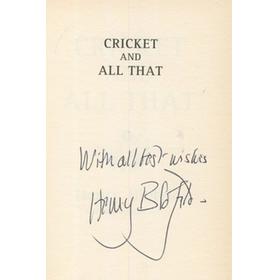 CRICKET
AND
ALL THAT
With all best wishes
Henry Blofeld.